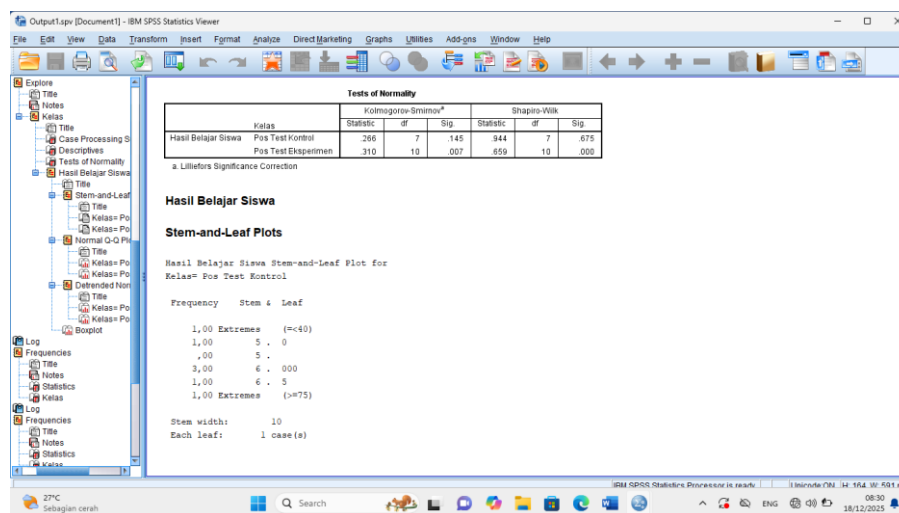 Output1.spv [Document1] - IBM SPSS Statistics Viewer
File Edit View Data Transform Insert Format Analyze Direct Marketing Graphs Utilities Add-ons Window Help
Explore
Title
Notes
Kelas
Title
Case Processing S
Descriptives
Tests of Normality
Hasil Belajar Siswa
Title
Stem-and-Leaf
Title
Kelas= Po
Kelas= Po
Normal Q-Q Plo
Title
Kelas= Po
Kelas= Po
Detrended Nor
Title
Kelas= Po
Kelas= Po
Boxplot
Log
Frequencies
Title
Notes
Statistics
Kelas
Log
Frequencies
Title
Notes
Statistics
Kelas
Tests of Normality
Kolmogorov-Smirnov^a Shapiro-Wilk
Kelas Statistic df Sig. Statistic df Sig.
Hasil Belajar Siswa Pos Test Kontrol .266 7 .145 .944 7 .675
Pos Test Eksperimen .310 10 .007 .659 10 .000
a. Lilliefors Significance Correction
Hasil Belajar Siswa
Stem-and-Leaf Plots
Hasil Belajar Siswa Stem-and-Leaf Plot for
Kelas= Pos Test Kontrol
Frequency Stem & Leaf
1,00 Extremes (=<40)
1,00 5 . 0
,00 5 .
3,00 6 . 000
1,00 6 . 5
1,00 Extremes (>=75)
Stem width: 10
Each leaf: 1 case(s)
IBM SPSS Statistics Processor is ready Unicode:ON H: 164, W: 591
27°C
Sebagian cerah
Search
ENG
08:30
18/12/2025